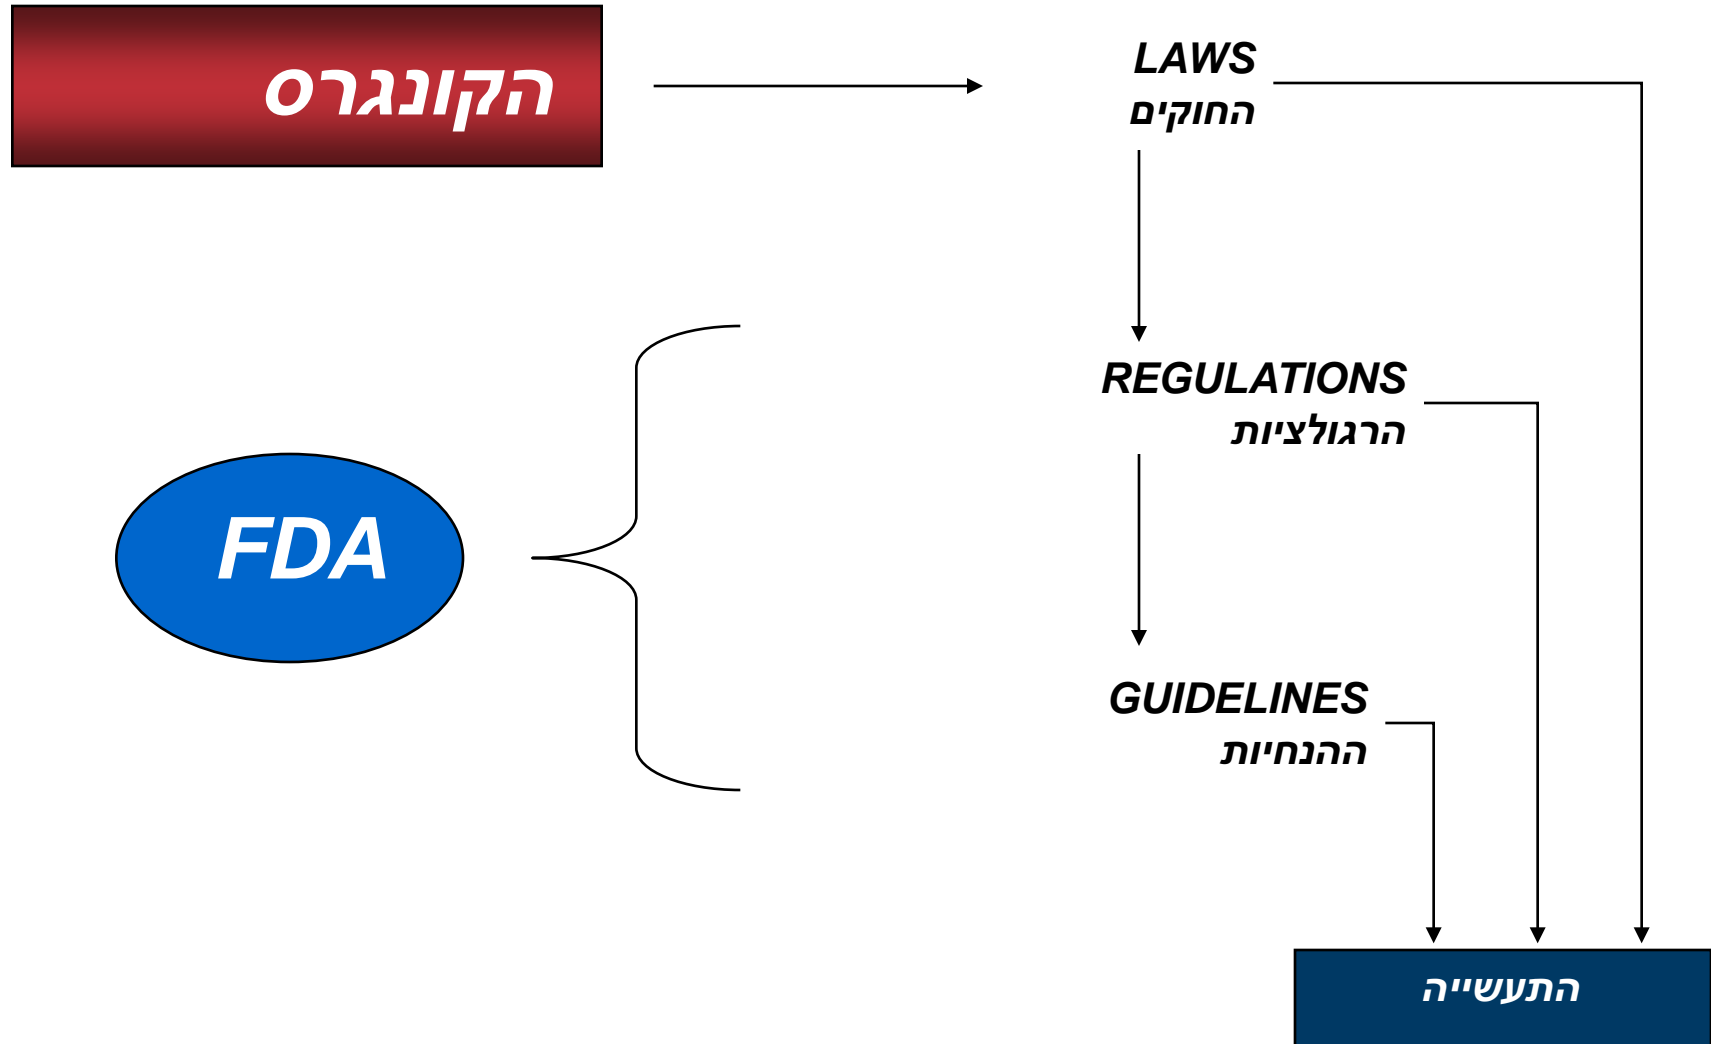 הקונגרס
LAWS
החוקים
REGULATIONS
הרגולציות
FDA
GUIDELINES
ההנחיות
התעשייה